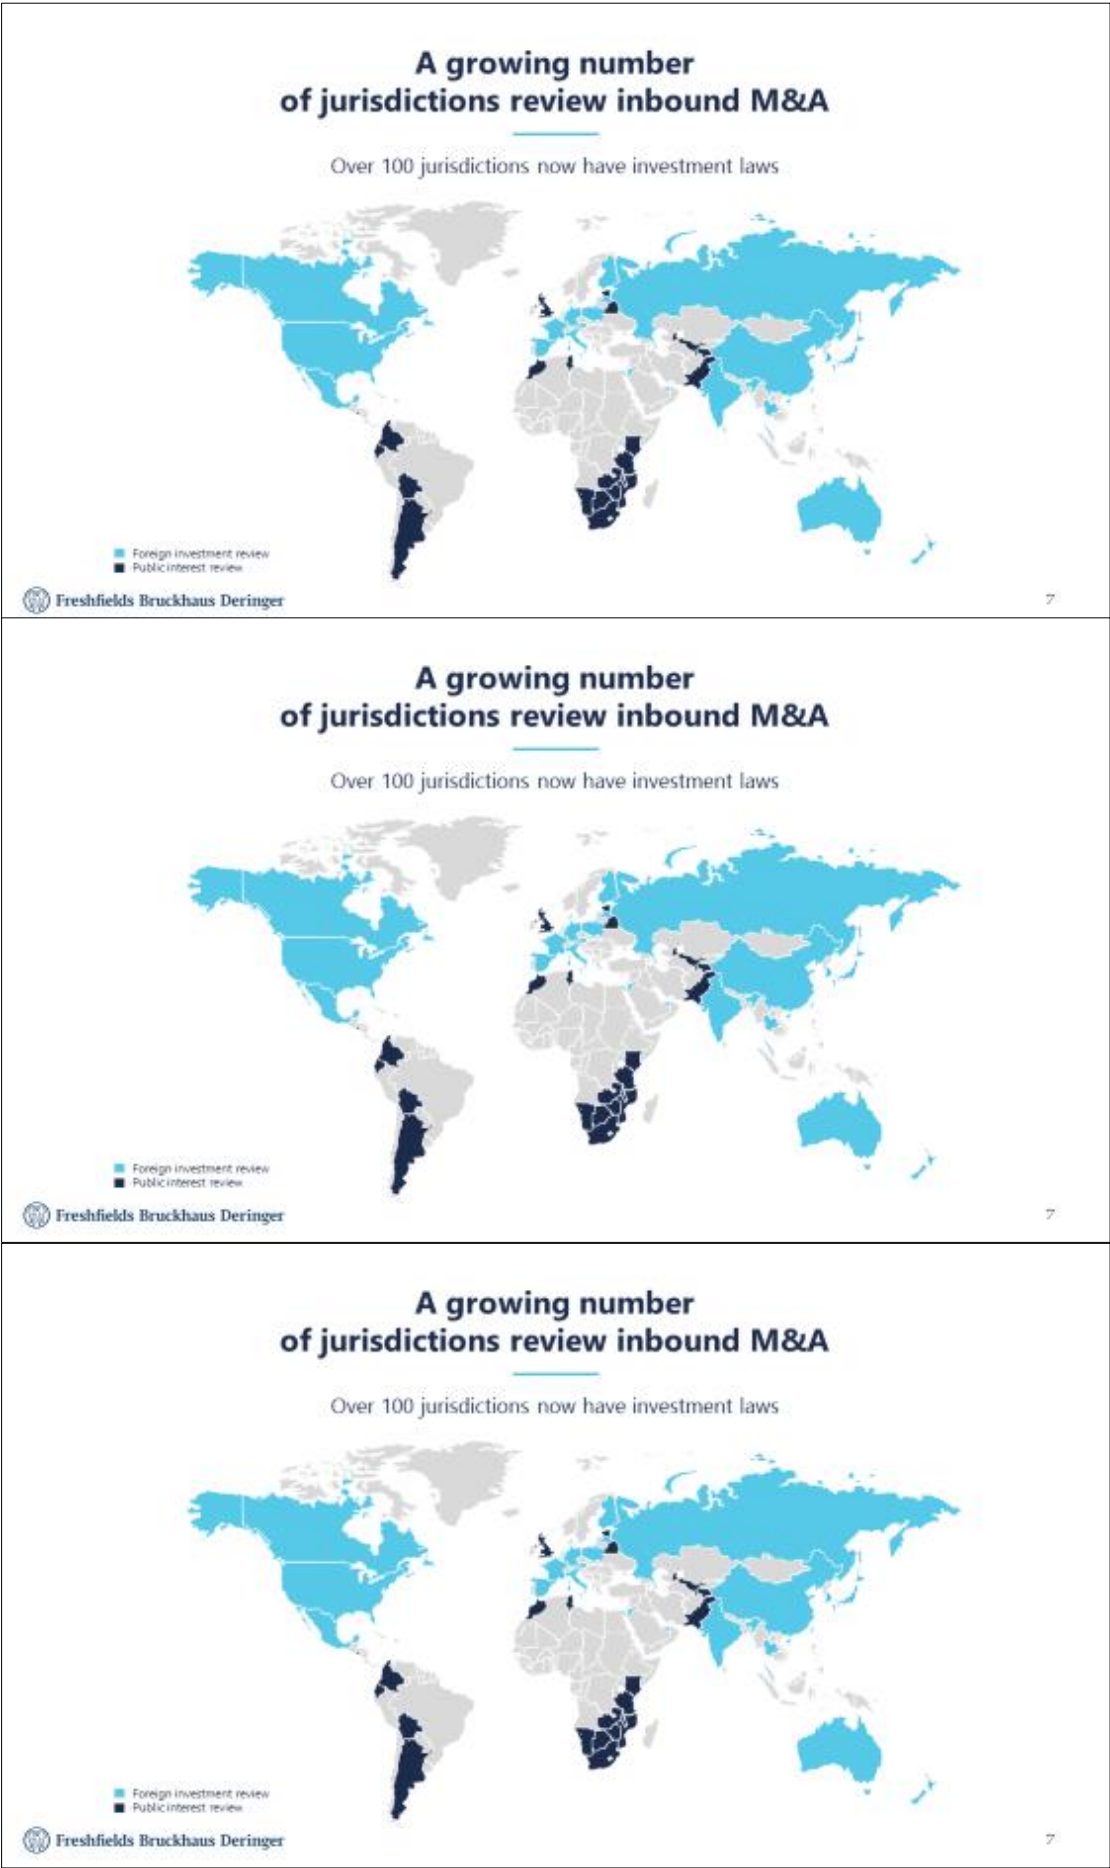 A growing number
of jurisdictions review inbound M&A
Over 100 jurisdictions now have investment laws
Foreign investment review
Public interest review
Freshfields Bruckhaus Deringer
7
A growing number
of jurisdictions review inbound M&A
Over 100 jurisdictions now have investment laws
Foreign investment review
Public interest review
Freshfields Bruckhaus Deringer
7
A growing number
of jurisdictions review inbound M&A
Over 100 jurisdictions now have investment laws
Foreign investment review
Public interest review
Freshfields Bruckhaus Deringer
7